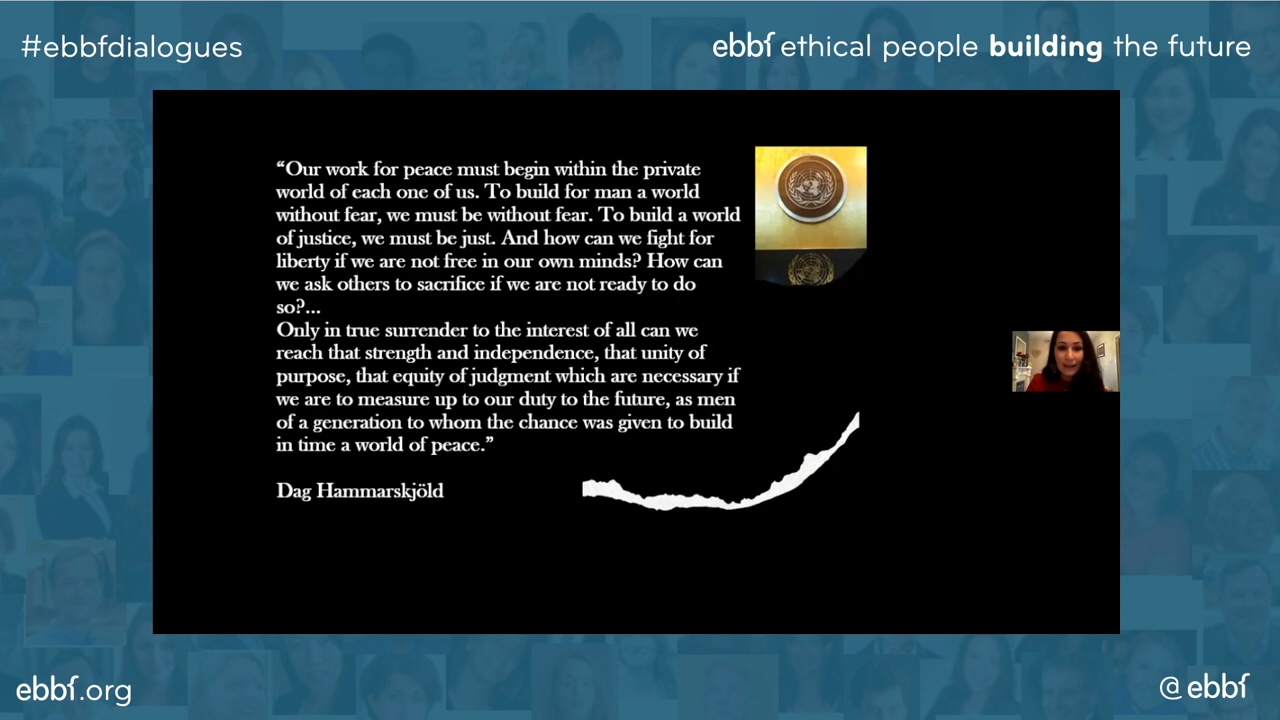 #ebbfdialogues
ebbf ethical people building the future
“Our work for peace must begin within the private
world of each one of us. To build for man a world
without fear, we must be without fear. To build a world
of justice, we must be just. And how can we fight for
liberty if we are not free in our own minds? How can
we ask others to sacrifice if we are not ready to do
so?...
Only in true surrender to the interest of all can we
reach that strength and independence, that unity of
purpose, that equity of judgment which are necessary if
we are to measure up to our duty to the future, as men
of a generation to whom the chance was given to build
in time a world of peace.”
Dag Hammarskjöld
ebbf.org
@ebbf